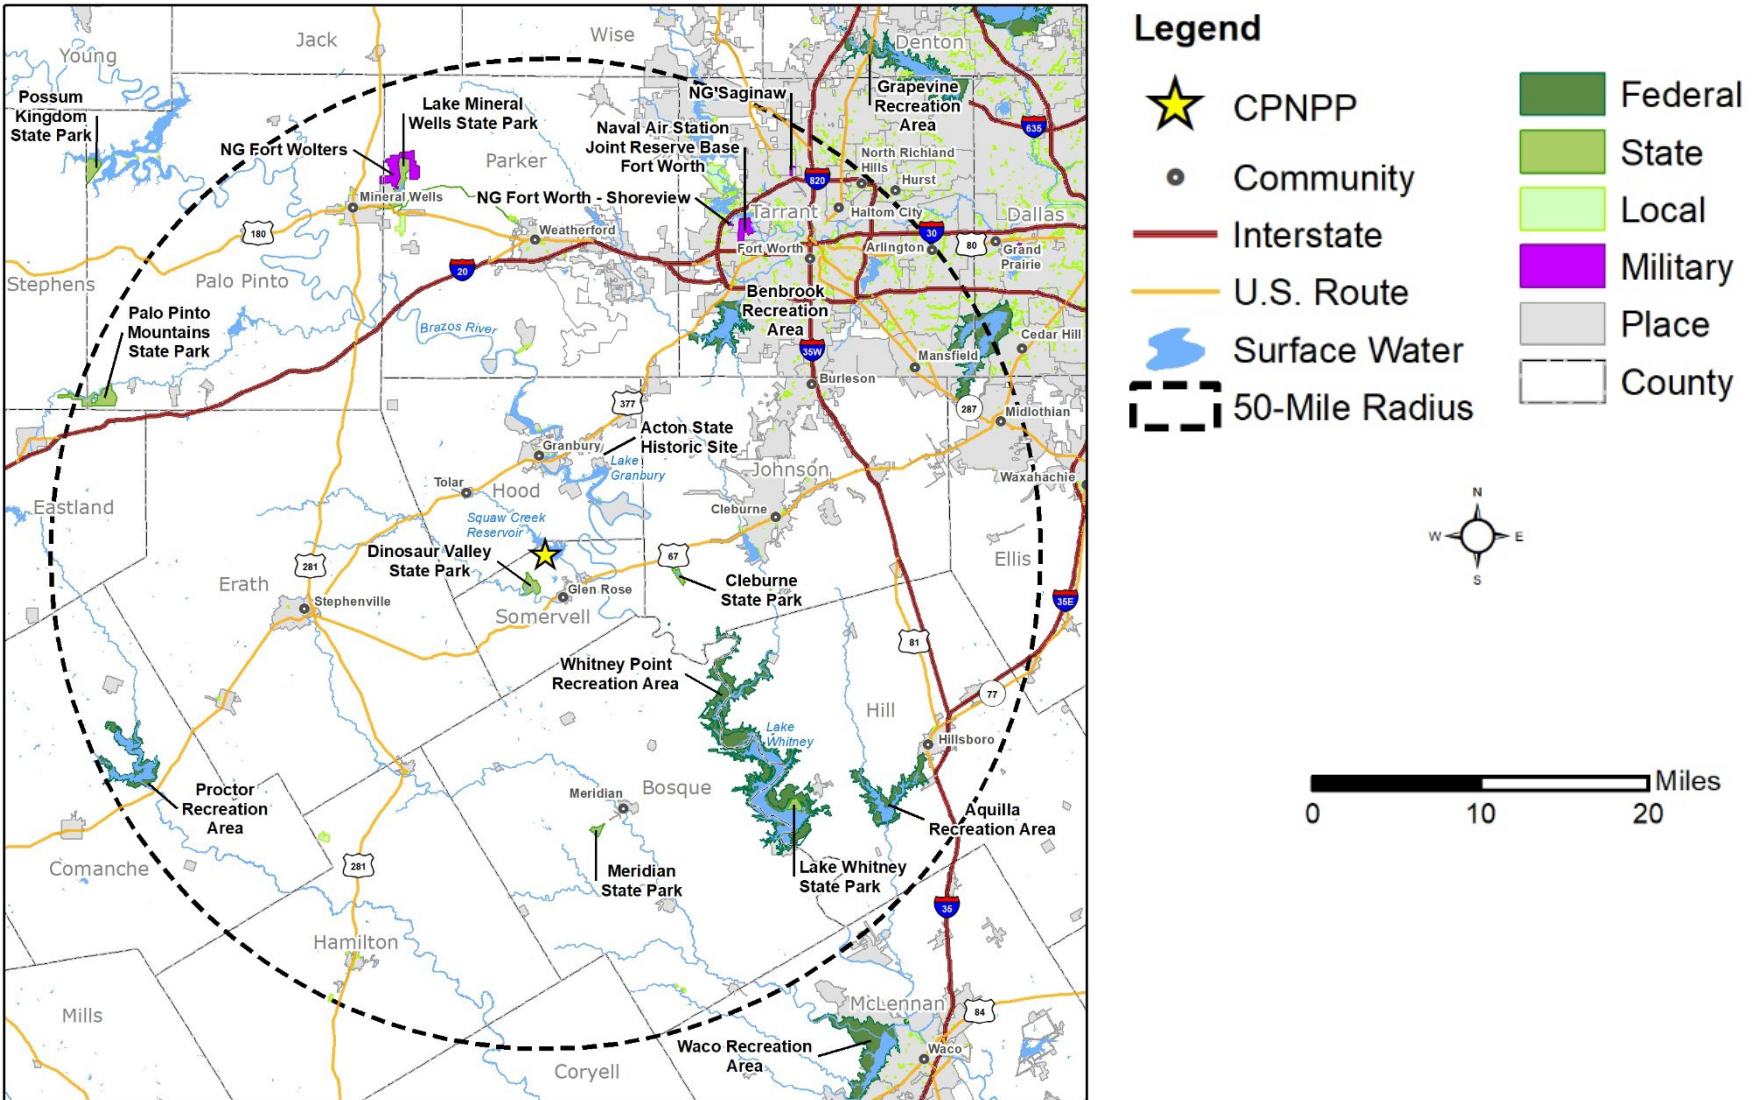 Young
Jack
Wise
Denton
Possum
Kingdom
State Park
Lake Mineral
Wells State Park
NG Saginaw
Grapevine
Recreation
Area
635
NG Fort Wolters
Parker
Naval Air Station
Joint Reserve Base
Fort Worth
North Richland
Hills
Hurst
820
Mineral Wells
NG Fort Worth - Shoreview
Tarrant
Haltom City
Dallas
180
Weatherford
Fort Worth
Arlington
30
80
Grand
Prairie
20
Stephens
Palo Pinto
Benbrook
Recreation
Area
Palo Pinto
Mountains
State Park
Brazos River
Cedar Hill
35W
Mansfield
Burleson
377
287
Midlothian
Acton State
Historic Site
Granbury
Lake
Granbury
Johnson
Waxahachie
Tolar
Hood
Eastland
Cleburne
Squaw Creek
Reservoir
Dinosaur Valley
State Park
67
Ellis
281
Erath
Cleburne
State Park
Glen Rose
Stephenville
Somervell
35E
81
Whitney Point
Recreation Area
77
Hill
Lake
Whitney
Hillsboro
Proctor
Recreation
Area
Meridian
Bosque
Aquilla
Recreation Area
281
Comanche
Meridian
State Park
Lake Whitney
State Park
35
Hamilton
McLennan
84
Mills
Waco Recreation
Area
Waco
Coryell
Legend
CPNPP
Community
Interstate
U.S. Route
Surface Water
50-Mile Radius
Federal
State
Local
Military
Place
County
N
W
E
S
Miles
0
10
20